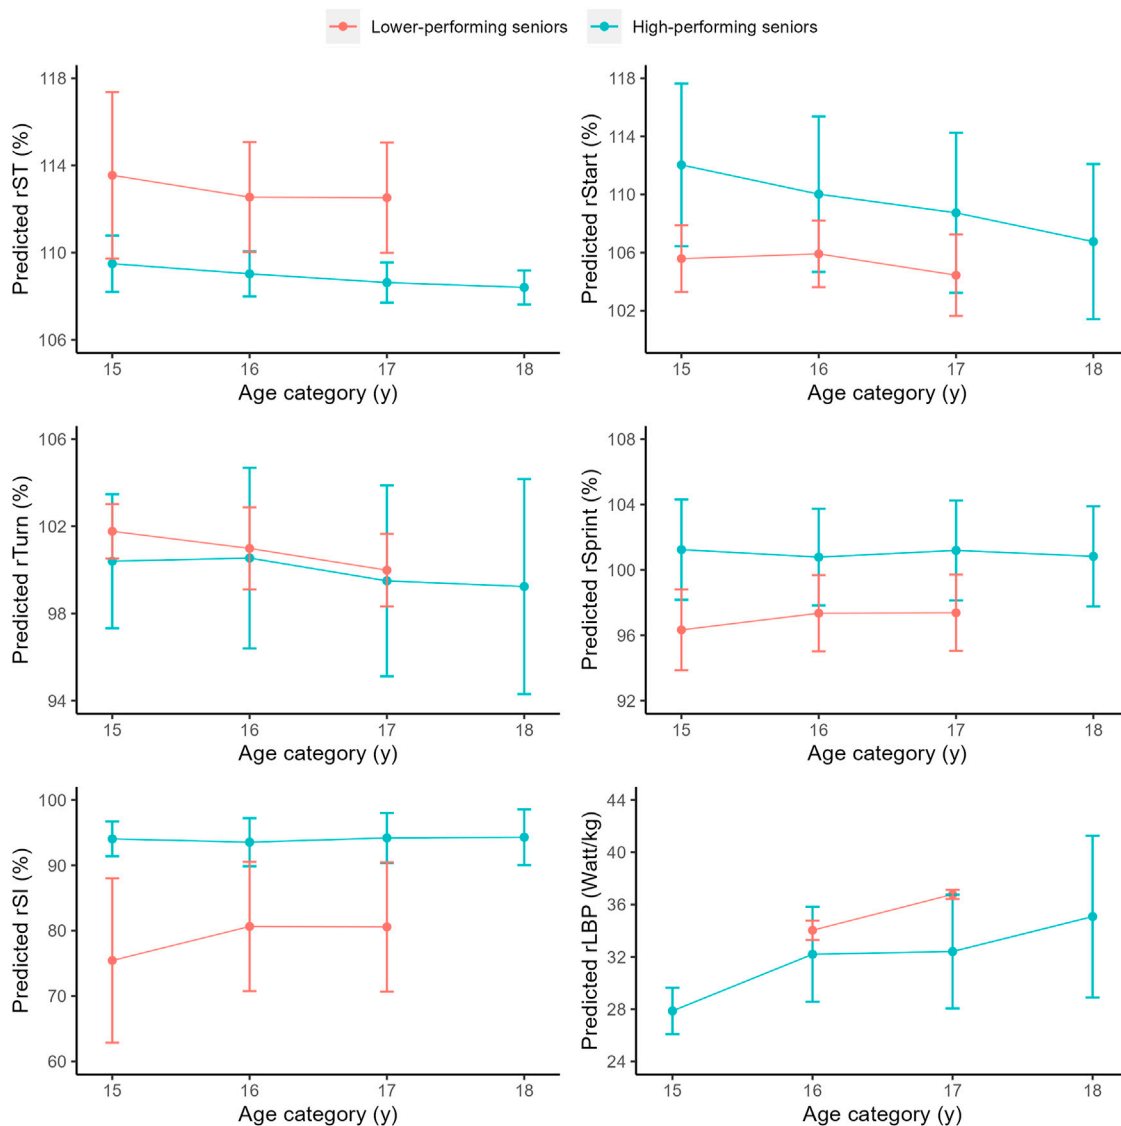 Lower-performing seniors High-performing seniors
Predicted rST (%)
118
114
110
106
15 16 17 18
Age category (y)
Predicted rStart (%)
118
114
110
106
102
15 16 17 18
Age category (y)
Predicted rTurn (%)
106
102
98
94
15 16 17 18
Age category (y)
Predicted rSprint (%)
108
104
100
96
92
15 16 17 18
Age category (y)
Predicted rSI (%)
100
90
80
70
60
15 16 17 18
Age category (y)
Predicted rLBP (Watt/kg)
44
40
36
32
28
24
15 16 17 18
Age category (y)